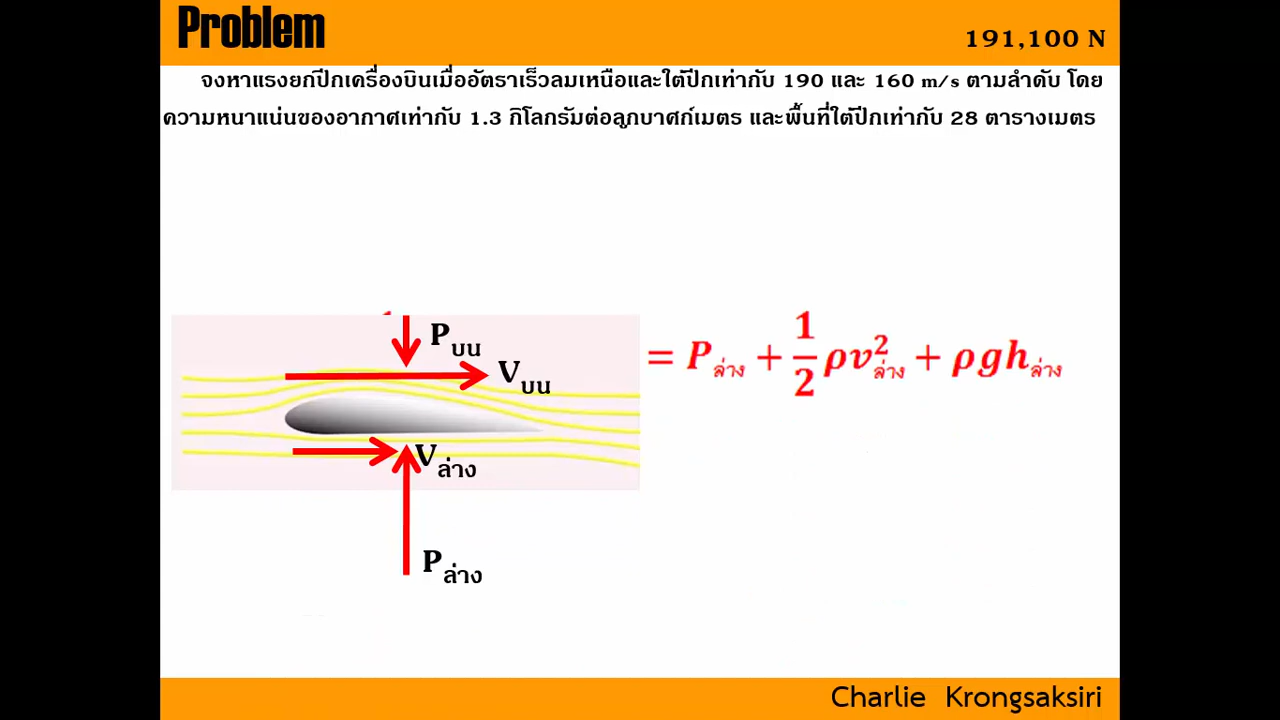 Problem
191,100 N
จงหาแรงยกปีกเครื่องบินเมื่ออัตราเร็วลมเหนือและใต้ปีกเท่ากับ 190 และ 160 m/s ตามลำดับ โดย
ความหนาแน่นของอากาศเท่ากับ 1.3 กิโลกรัมต่อลูกบาศก์เมตร และพื้นที่ใต้ปีกเท่ากับ 28 ตารางเมตร
Pบน
Vบน
= Pล่าง + 1/2 ρv²ล่าง + ρghล่าง
Vล่าง
Pล่าง
Charlie Krongsaksiri